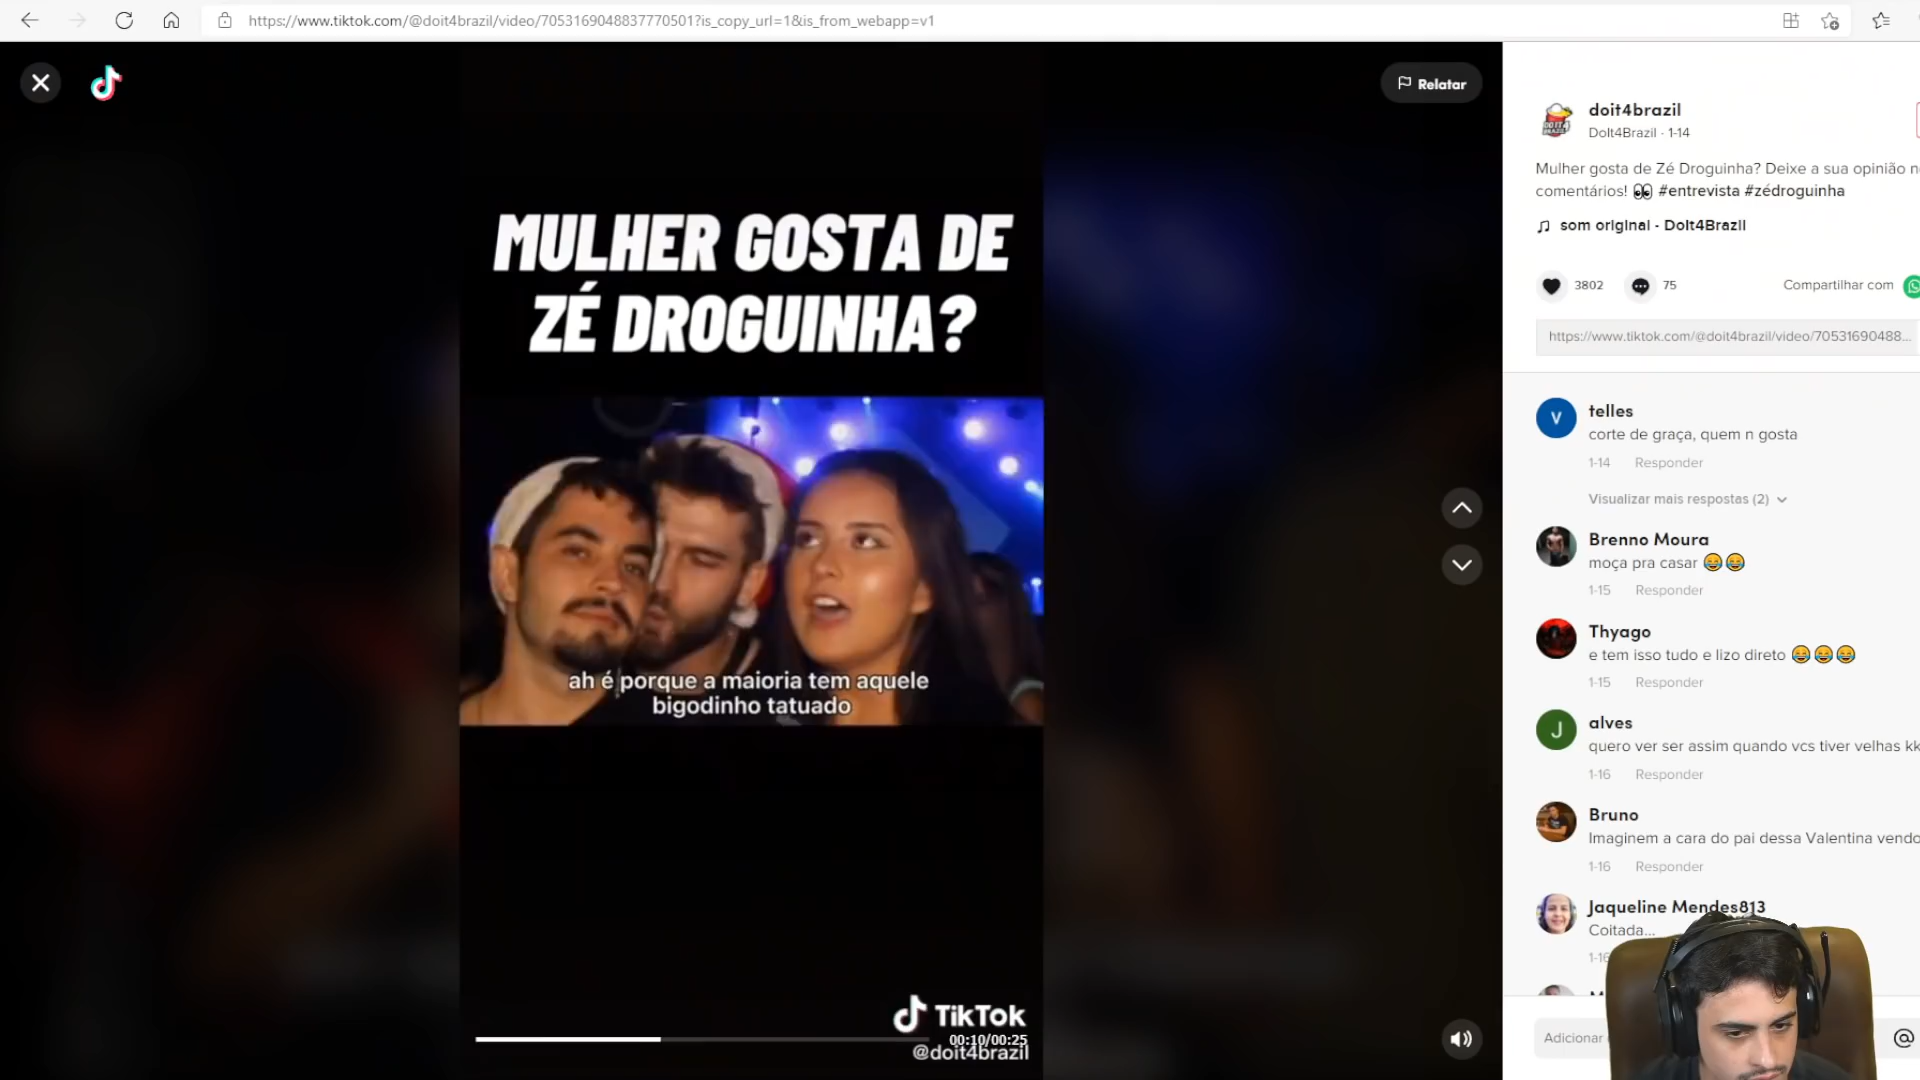 https://www.tiktok.com/@doit4brazil/video/7053169048837770501?is_copy_url=1&is_from_webapp=v1
Relatar
MULHER GOSTA DE
ZÉ DROGUINHA?
ah é porque a maioria tem aquele
bigodinho tatuado
TikTok
00:10/00:25
@doit4brazil
DO IT 4
BRAZIL
doit4brazil
DoIt4Brazil · 1-14
Mulher gosta de Zé Droguinha? Deixe a sua opinião
comentários! 👀 #entrevista #zédroguinha
som original - DoIt4Brazil
3802
75
Compartilhar com
https://www.tiktok.com/@doit4brazil/video/70531690488...
V
telles
corte de graça, quem n gosta
1-14 Responder
Visualizar mais respostas (2)
Brenno Moura
moça pra casar 😂😂
1-15 Responder
Thyago
e tem isso tudo e lizo direto 😂😂😂
1-15 Responder
J
alves
quero ver ser assim quando vcs tiver velhas kk
1-16 Responder
Bruno
Imaginem a cara do pai dessa Valentina vendo
1-16 Responder
Jaqueline Mendes813
Coitada...
Adicionar
@